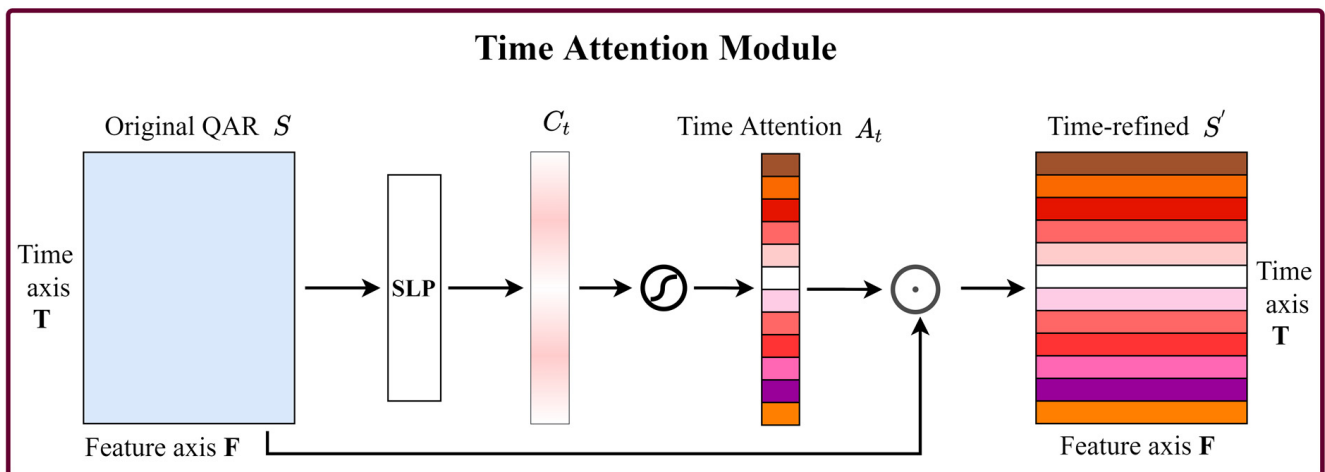 Time Attention Module
Original QAR S
C_t
Time Attention A_t
Time-refined S'
Time
axis
T
SLP
Time
axis
T
Feature axis F
Feature axis F